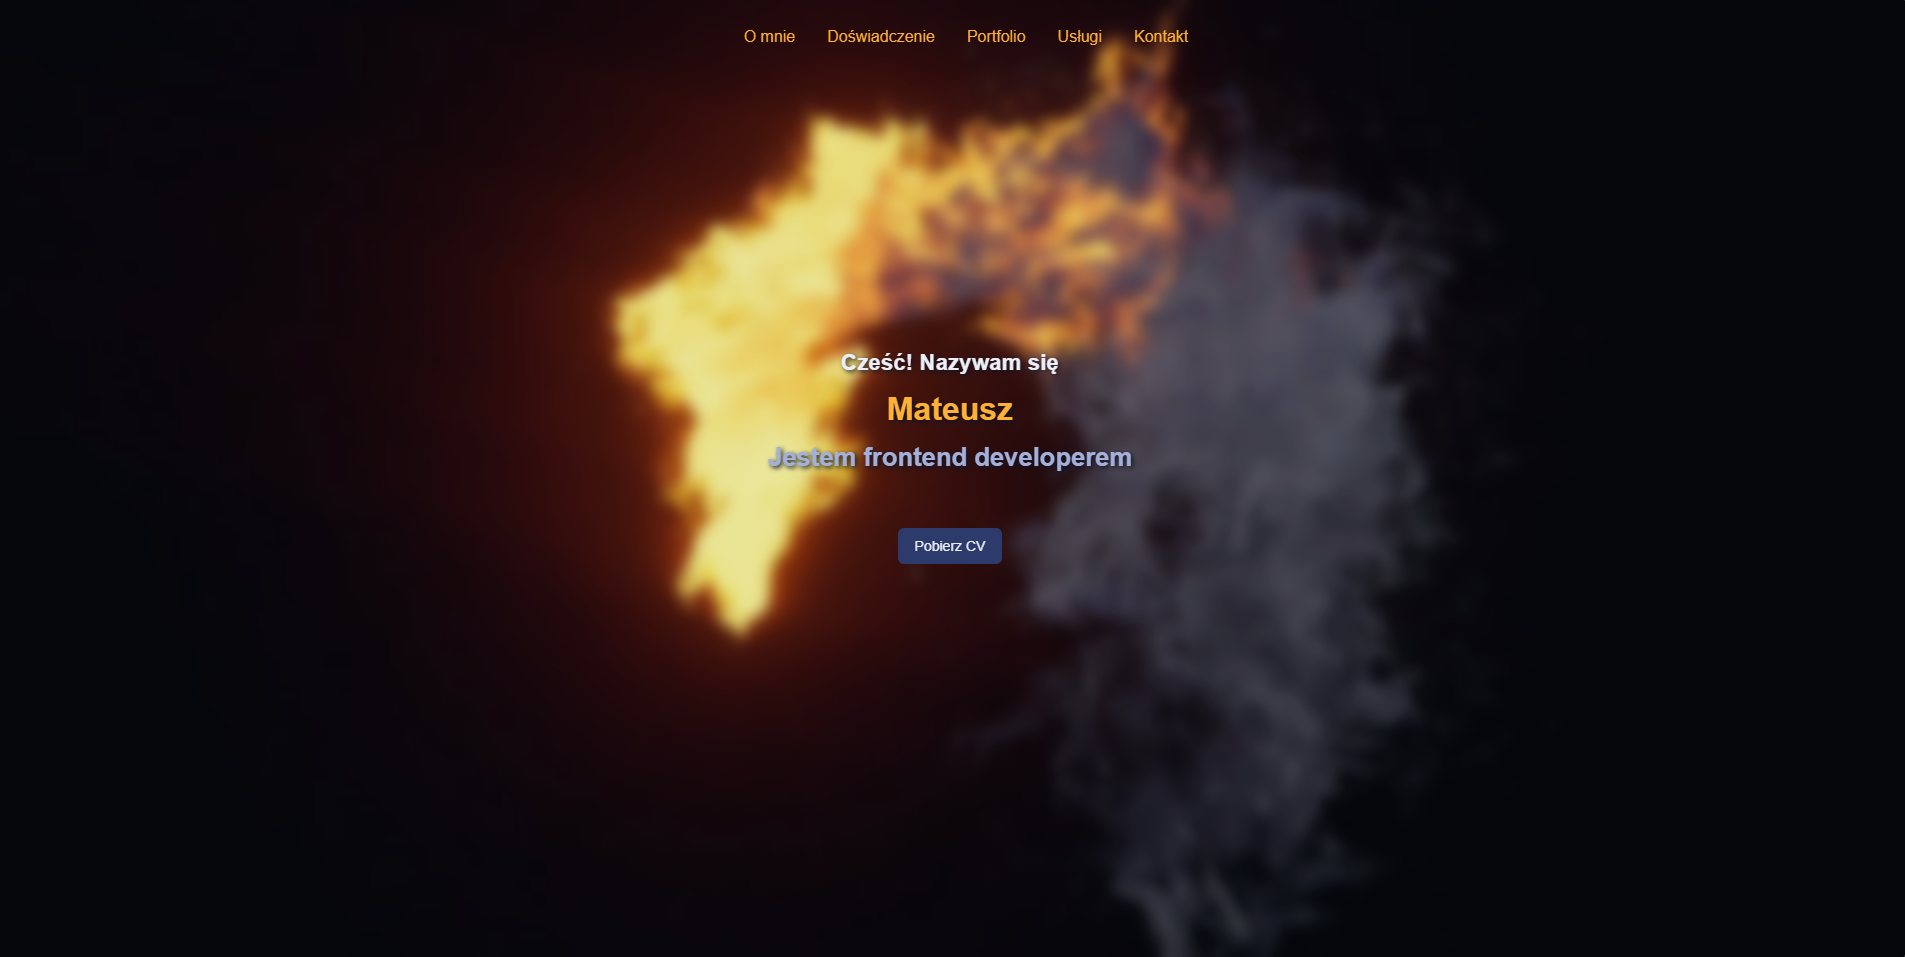 O mnie Doświadczenie Portfolio Usługi Kontakt
Cześć! Nazywam się
Mateusz
Jestem frontend developerem
Pobierz CV